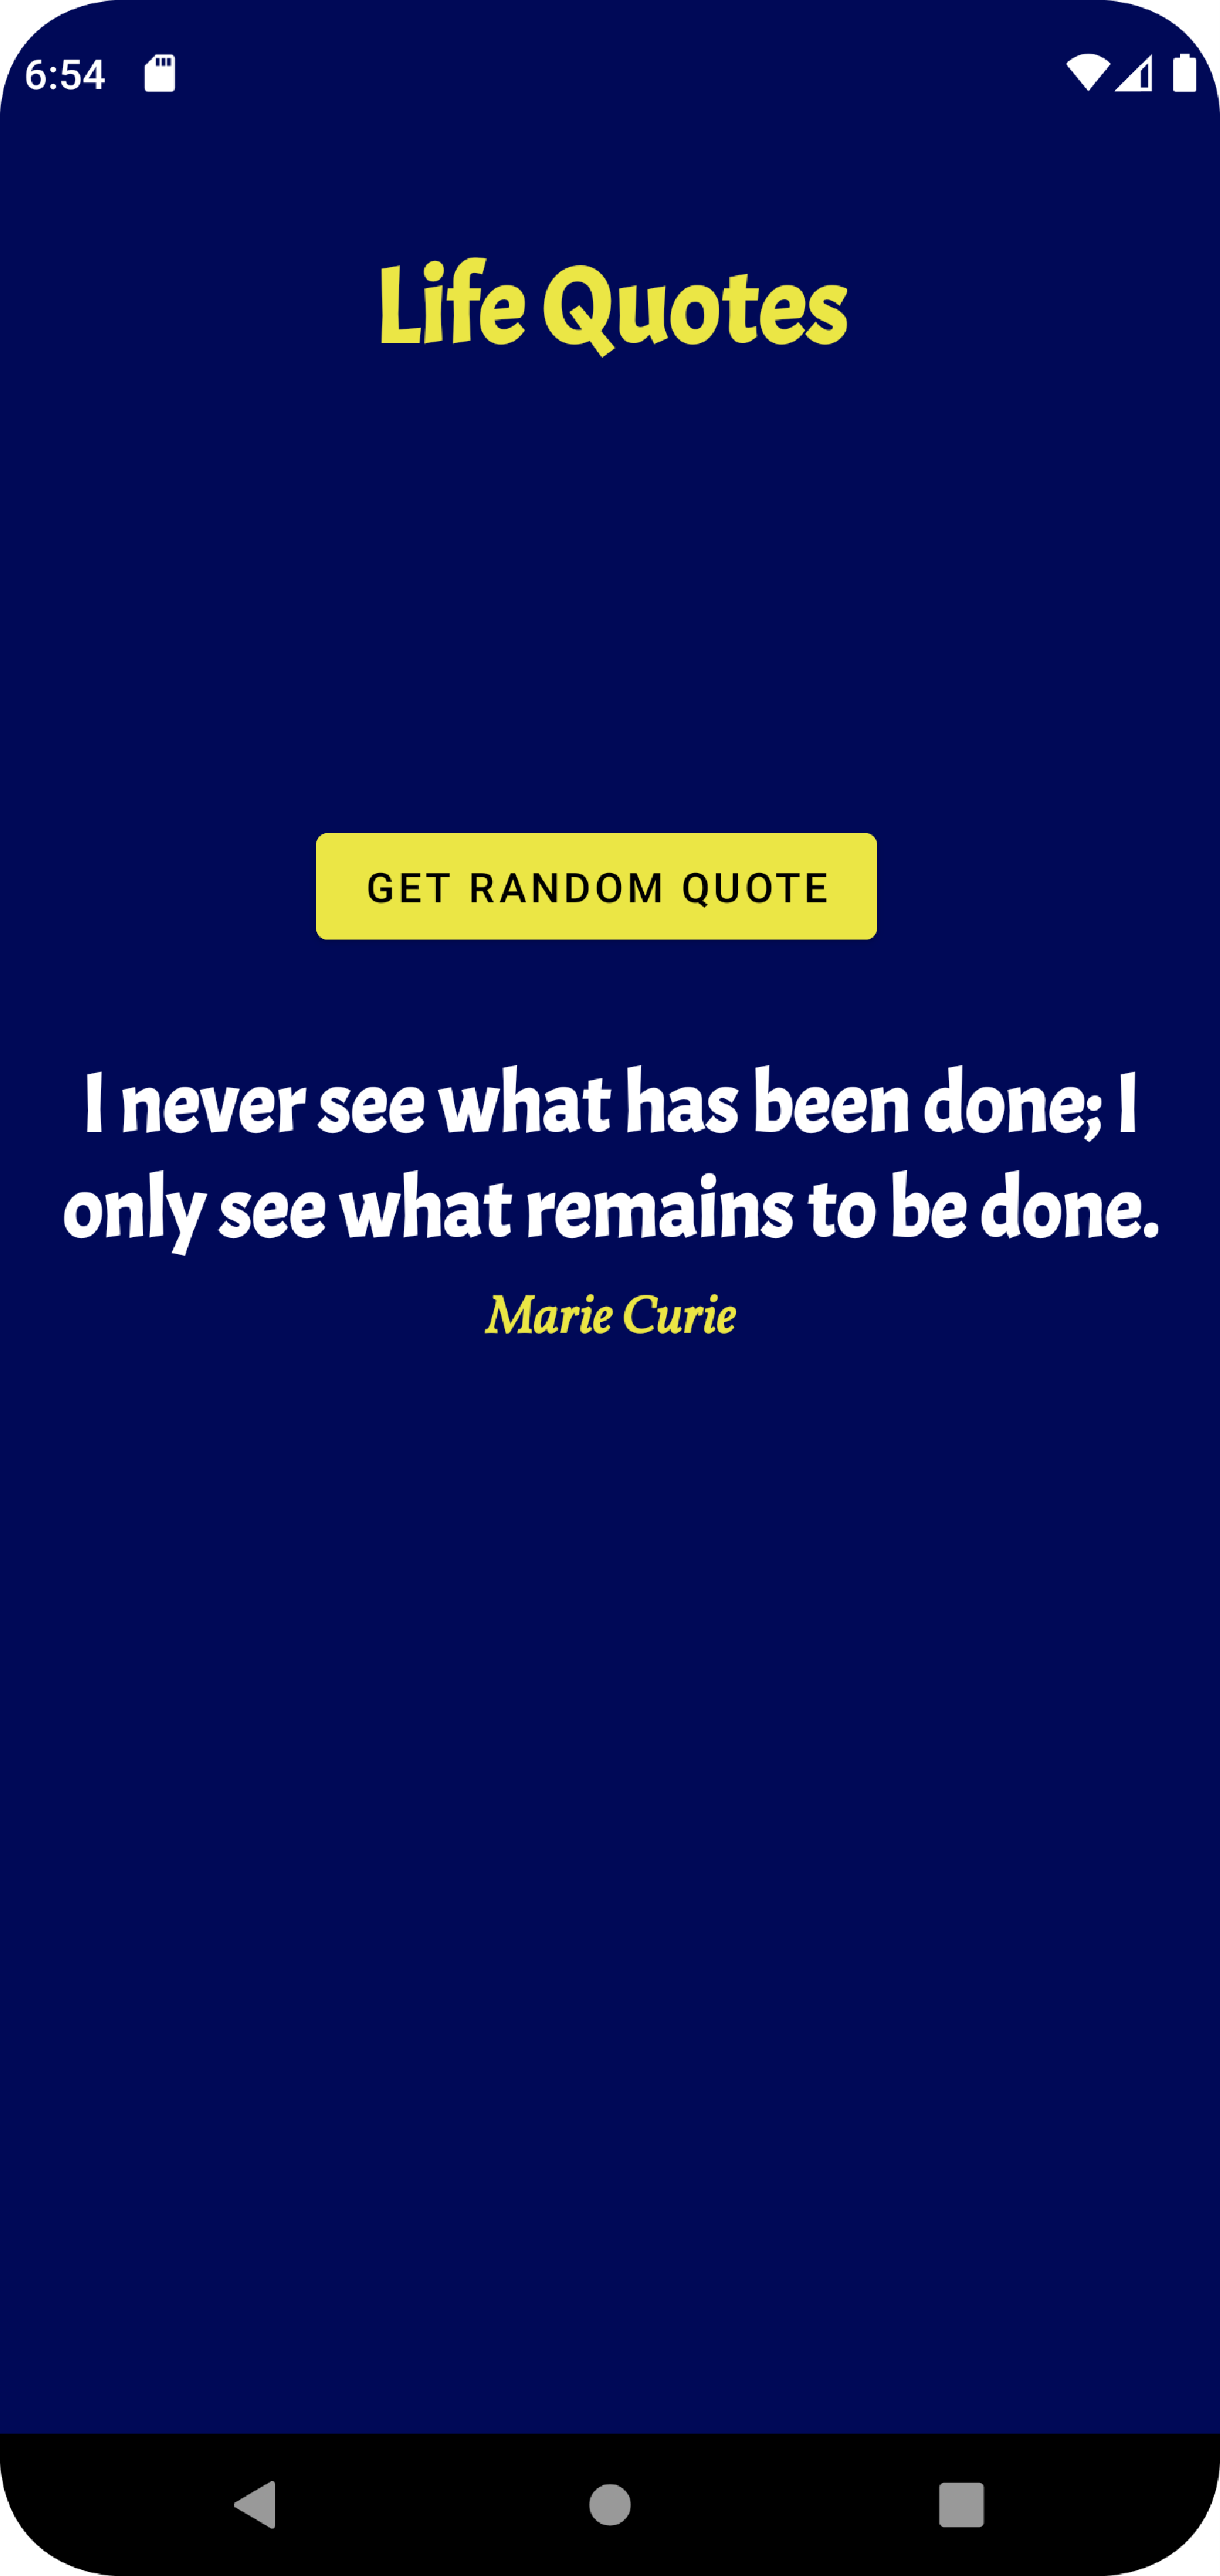 6:54
Life Quotes
GET RANDOM QUOTE
I never see what has been done; I
only see what remains to be done.
Marie Curie